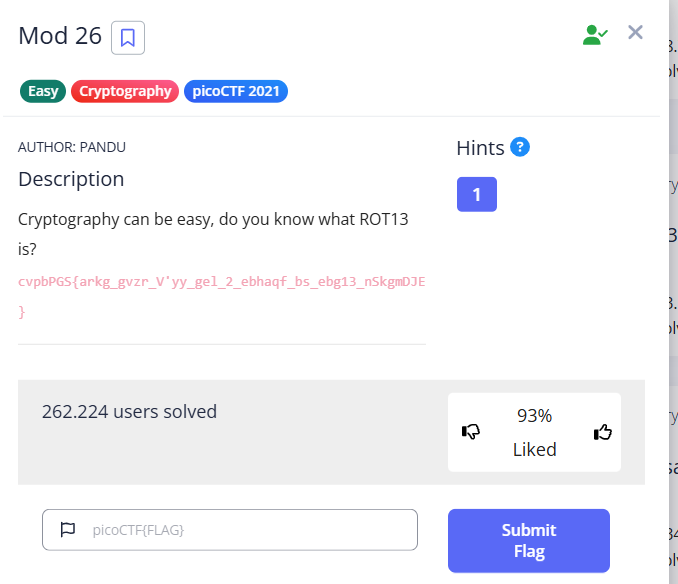 Mod 26
Easy Cryptography picoCTF 2021
AUTHOR: PANDU
Hints ?
Description
1
Cryptography can be easy, do you know what ROT13
is?
cvpbPGS{arkg_gvzr_V'yy_gel_2_ebhaqf_bs_ebg13_nSkgmDJE
}
262.224 users solved
93%
Liked
picoCTF{FLAG}
Submit
Flag